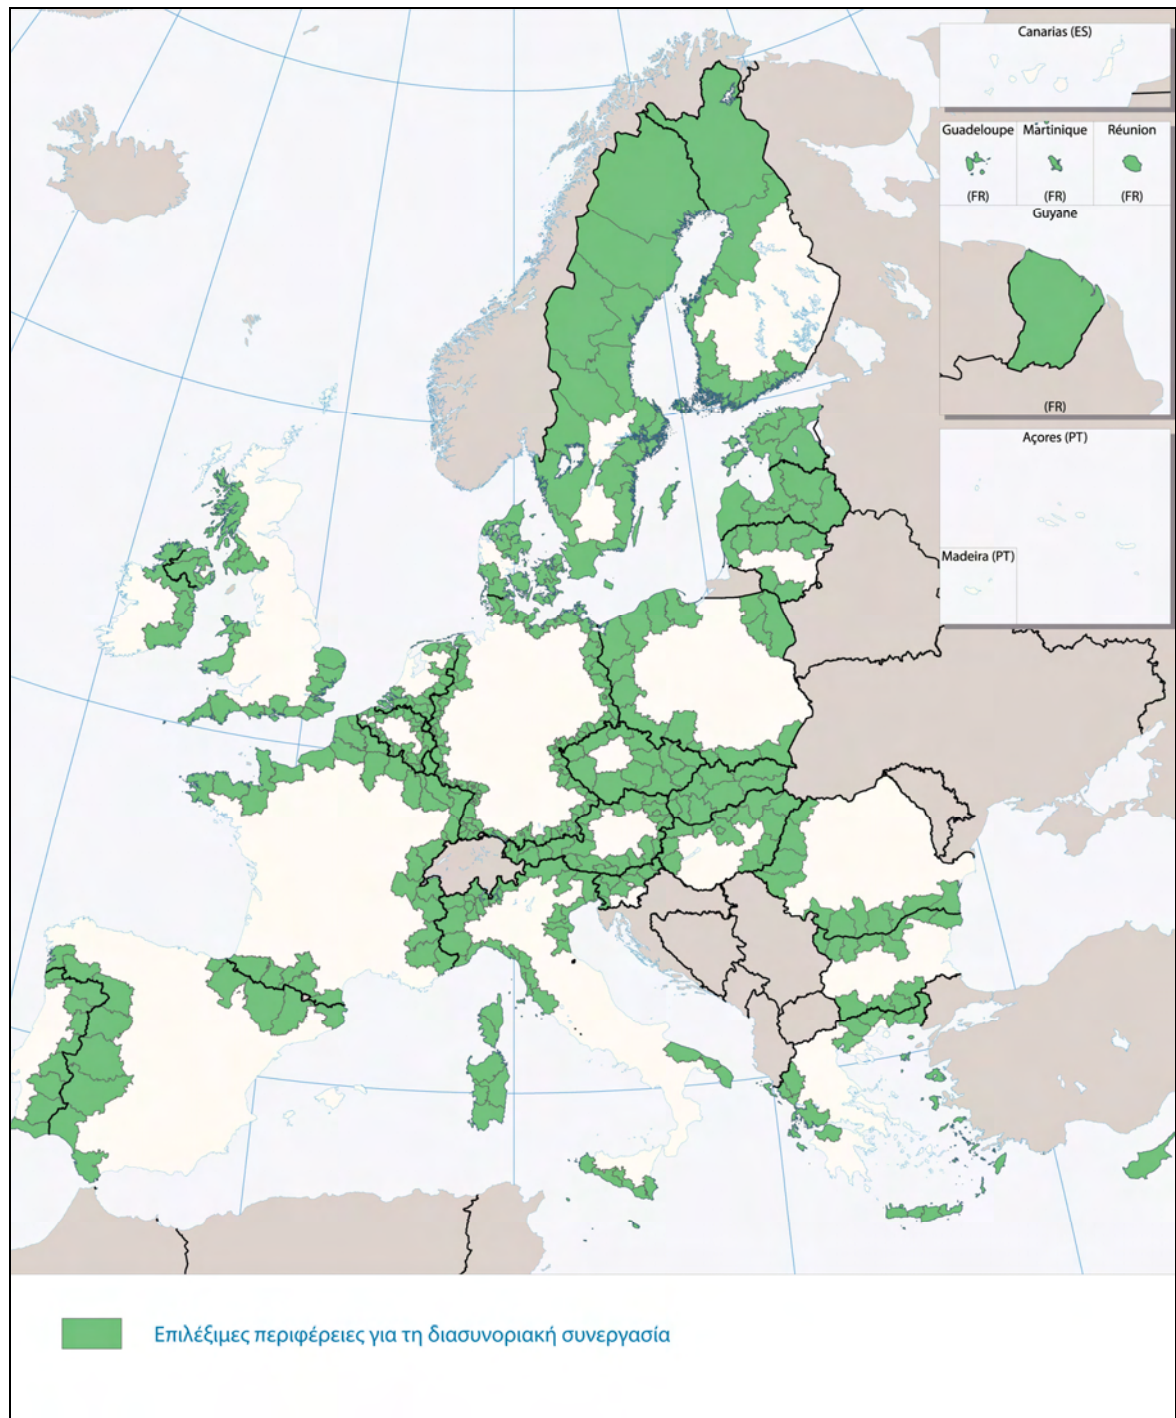 Canarias (ES)
Guadeloupe Martinique Réunion
(FR) (FR) (FR)
Guyane
(FR)
Açores (PT)
Madeira (PT)
Επιλέξιμες περιφέρειες για τη διασυνοριακή συνεργασία